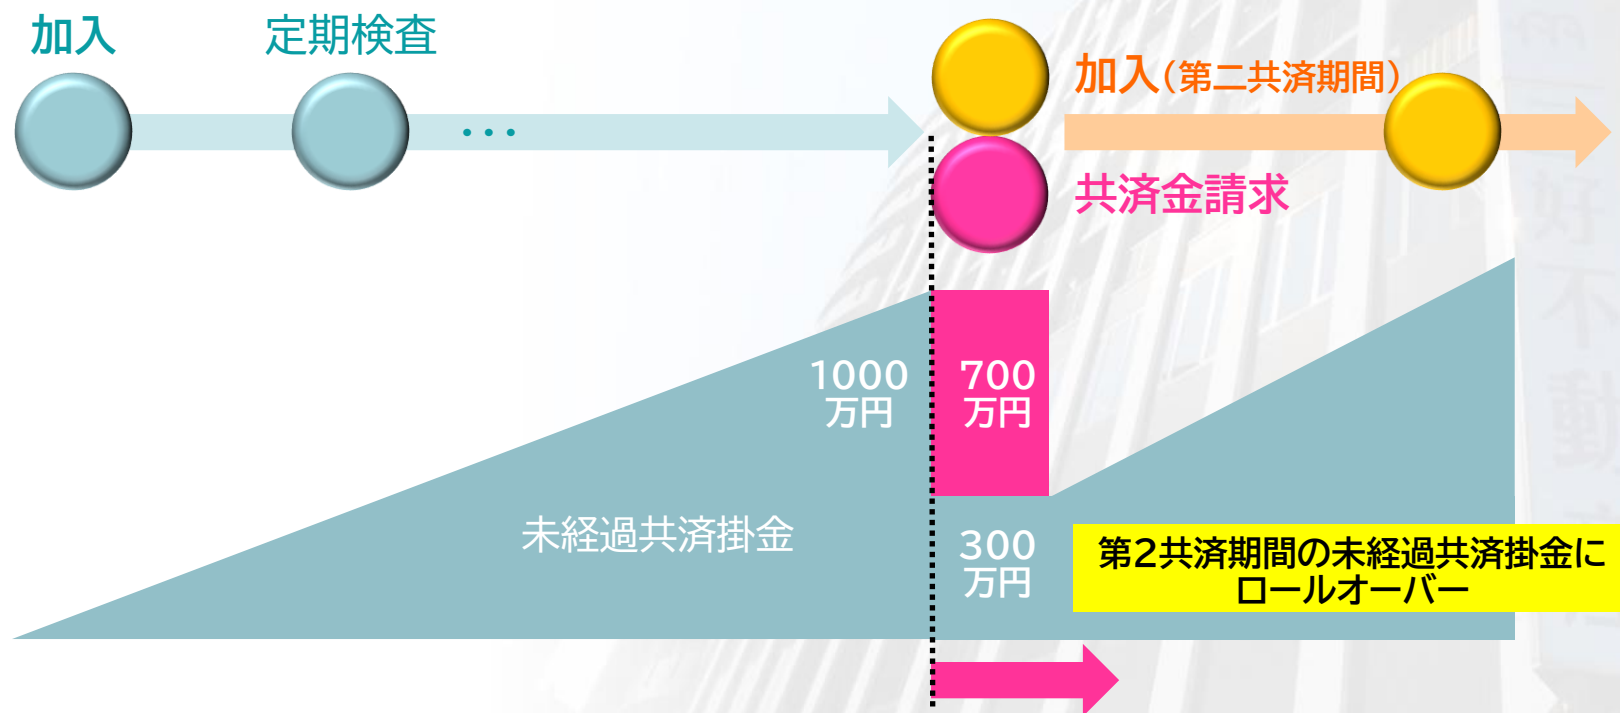 加入
定期検査
・・・
加入(第二共済期間)
共済金請求
1000
万円
700
万円
未経過共済掛金
300
万円
第2共済期間の未経過共済掛金に
ロールオーバー